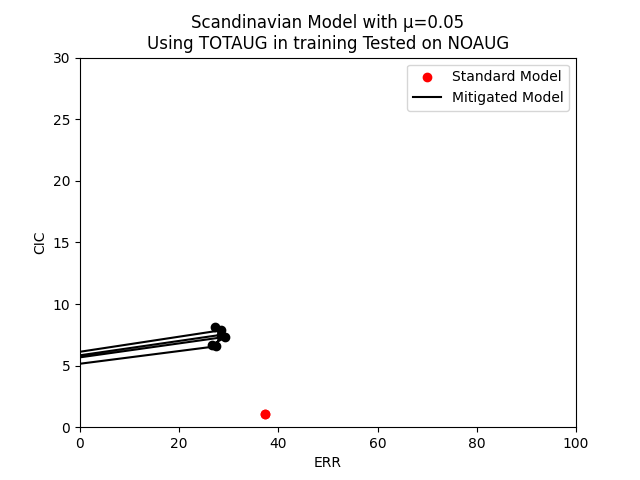 Scandinavian Model with μ=0.05
Using TOTAUG in training Tested on NOAUG
Standard Model
Mitigated Model
CIC
30
25
20
15
10
5
0
0 20 40 60 80 100
ERR